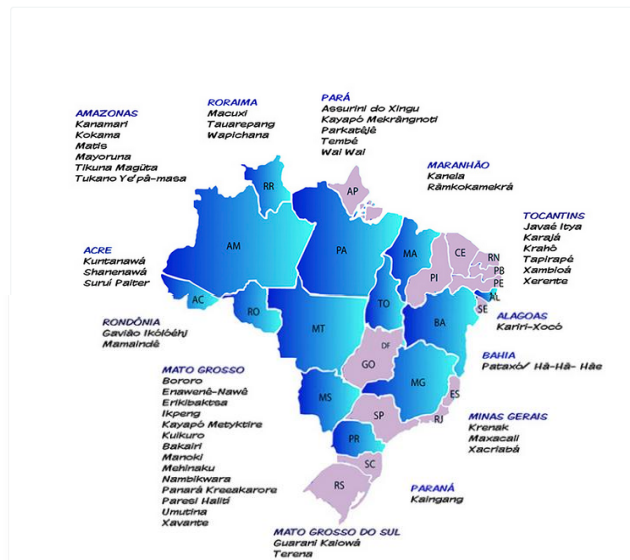 AMAZONAS
Kanamari
Kokama
Matis
Mayoruna
Tikuna Magüta
Tukano Ye'pâ-masa
RORAIMA
Macuxi
Tauarepang
Wapichana
PARÁ
Assurini do Xingu
Kayapó Mekrângnoti
Parkatêjê
Tembé
Wai Wai
MARANHÃO
Kanela
Râmkokamekrá
TOCANTINS
Javaé Itya
Karajá
Krahô
Tapirapé
Xambioá
Xerente
ACRE
Kuntanawá
Shanenawá
Suruí Paiter
RONDÔNIA
Gavião Ikólóéhj
Mamaindê
MATO GROSSO
Bororo
Enawenê-Nawê
Erikibaktsa
Ikpeng
Kayapó Metyktire
Kuikuro
Bakairi
Manoki
Mehinaku
Nambikwara
Panará Kreeakarore
Paresi Halití
Umutina
Xavante
MATO GROSSO DO SUL
Guarani Kaiowá
Terena
PARANÁ
Kaingang
ALAGOAS
Kariri-Xocó
BAHIA
Pataxó/ Hã-Hã- Hãe
MINAS GERAIS
Krenak
Maxacali
Xacriabá
RR
AP
AM
PA
MA
CE
RN
PB
PE
AL
SE
PI
AC
RO
TO
BA
MT
DF
GO
MG
ES
MS
SP
RJ
PR
SC
RS